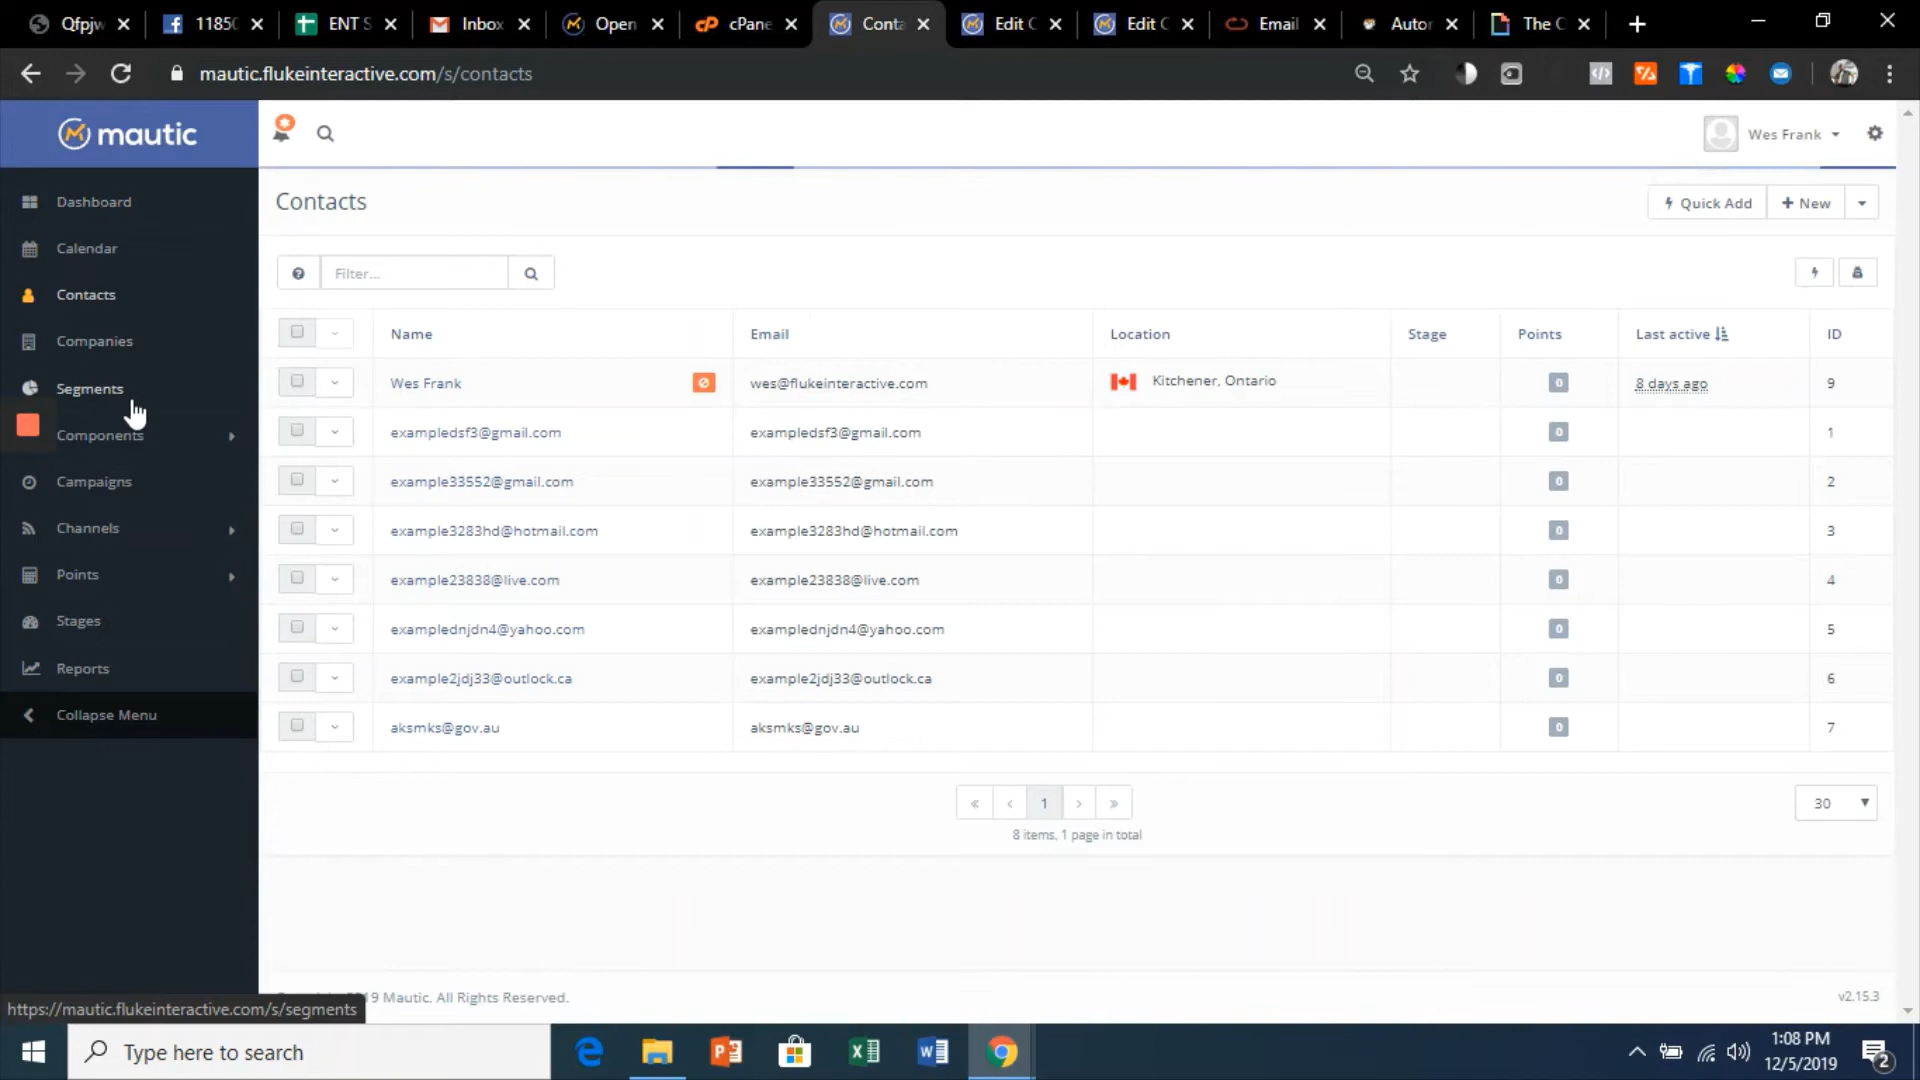 Qfpjw
1185(
ENT S
Inbox
Open
cPane
Conta
Edit C
Edit C
Email
Autor
The C
mautic.flukeinteractive.com/s/contacts
mautic
Wes Frank
Dashboard
Calendar
Contacts
Companies
Segments
Components
Campaigns
Channels
Points
Stages
Reports
Collapse Menu
Contacts
Quick Add
+ New
Filter...
Name Email Location Stage Points Last active ID
Wes Frank wes@flukeinteractive.com Kitchener, Ontario 0 8 days ago 9
exampledsf3@gmail.com exampledsf3@gmail.com 0 1
example33552@gmail.com example33552@gmail.com 0 2
example3283hd@hotmail.com example3283hd@hotmail.com 0 3
example23838@live.com example23838@live.com 0 4
examplednjdn4@yahoo.com examplednjdn4@yahoo.com 0 5
example2jdj33@outlock.ca example2jdj33@outlock.ca 0 6
aksmks@gov.au aksmks@gov.au 0 7
« ‹ 1 › »
8 items, 1 page in total
30
19 Mautic. All Rights Reserved.
v2.15.3
https://mautic.flukeinteractive.com/s/segments
Type here to search
1:08 PM
12/5/2019
2